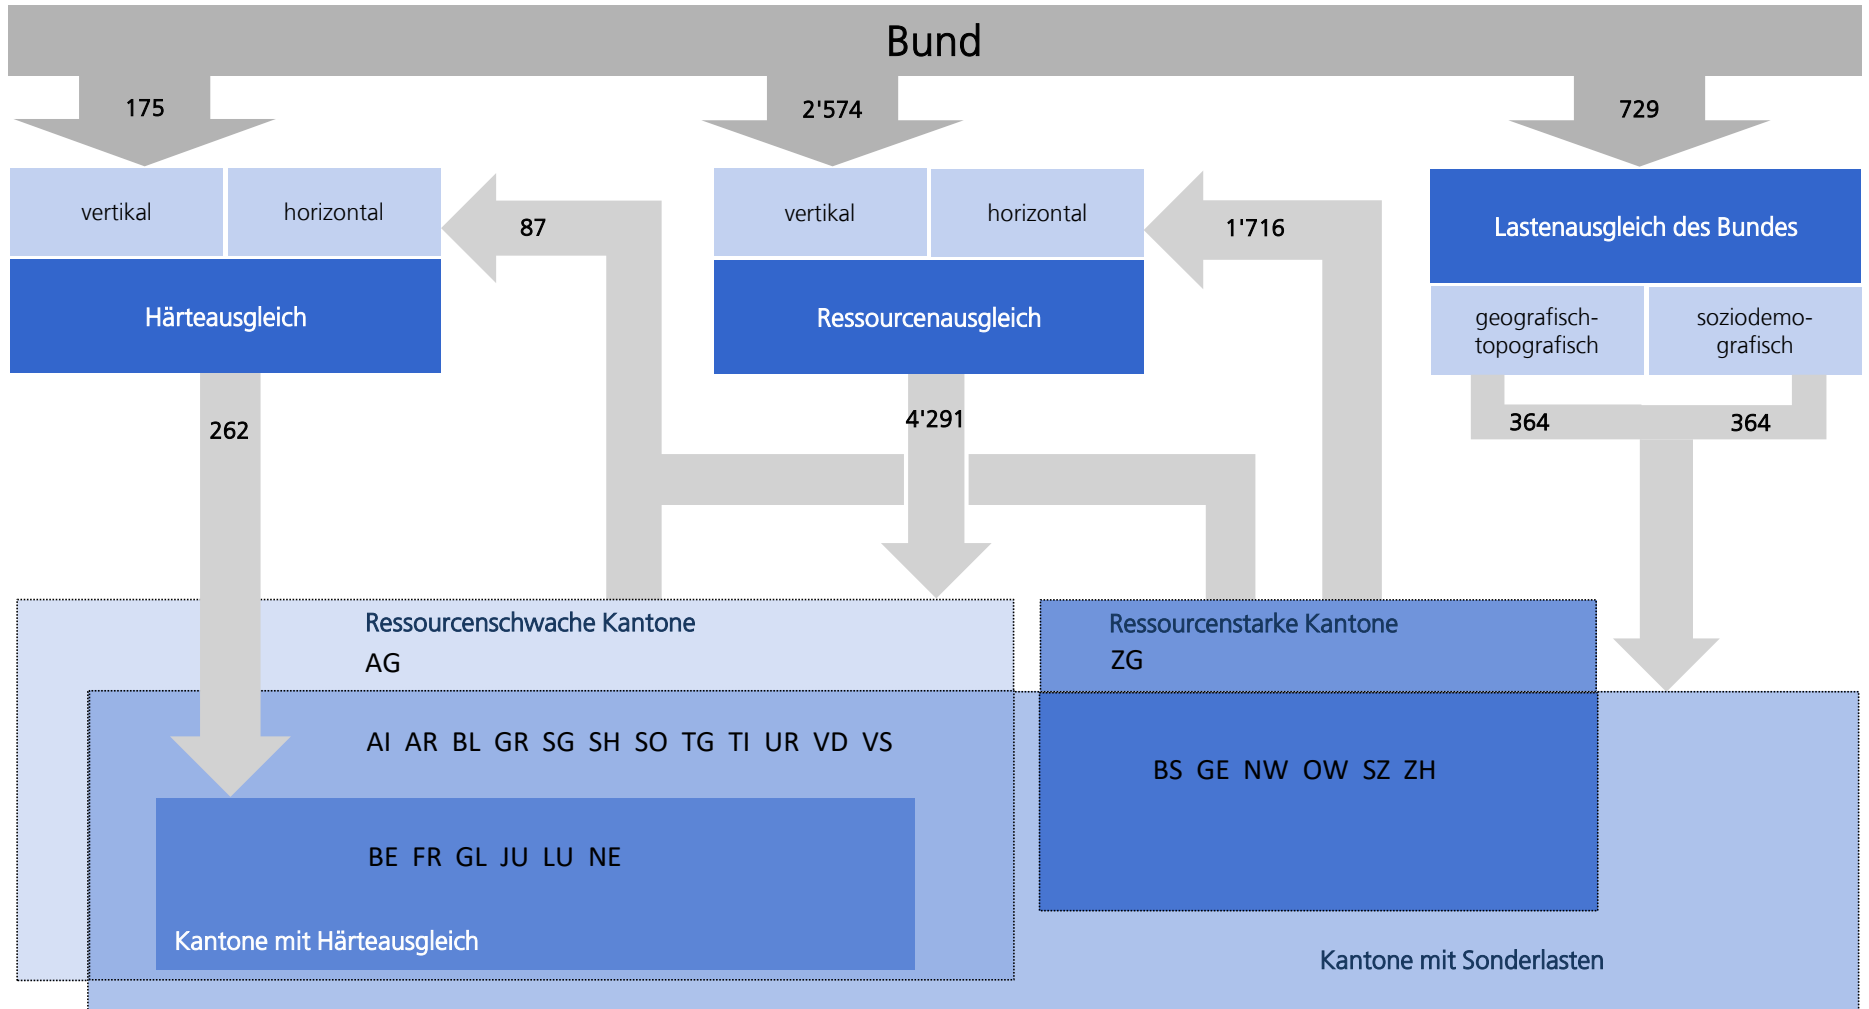 Bund
175
2'574
729
vertikal
horizontal
87
vertikal
horizontal
1'716
Lastenausgleich des Bundes
Härteausgleich
Ressourcenausgleich
geografisch-
topografisch
soziodemo-
grafisch
262
4'291
364
364
Ressourcenschwache Kantone
AG
Ressourcenstarke Kantone
ZG
AI AR BL GR SG SH SO TG TI UR VD VS
BS GE NW OW SZ ZH
BE FR GL JU LU NE
Kantone mit Härteausgleich
Kantone mit Sonderlasten